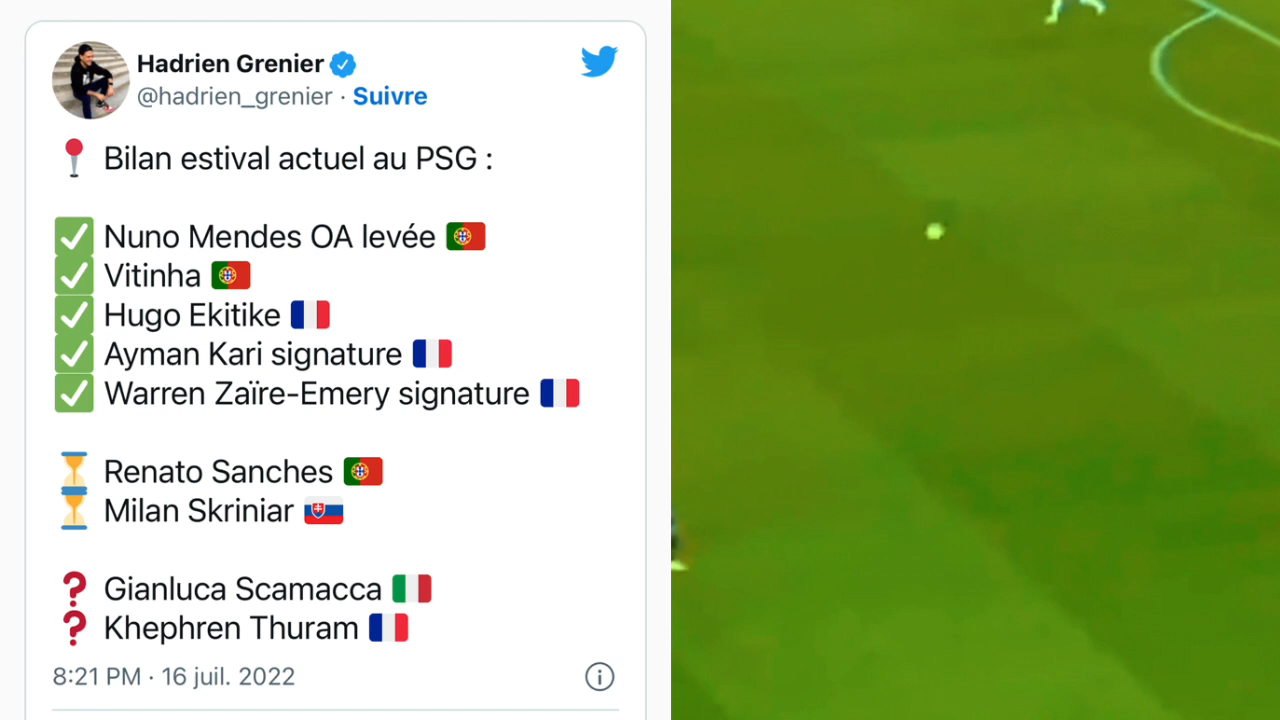 Hadrien Grenier
@hadrien_grenier · Suivre
📍 Bilan estival actuel au PSG :
✅ Nuno Mendes OA levée 🇵🇹
✅ Vitinha 🇵🇹
✅ Hugo Ekitike 🇫🇷
✅ Ayman Kari signature 🇫🇷
✅ Warren Zaïre-Emery signature 🇫🇷
⏳ Renato Sanches 🇵🇹
⏳ Milan Skriniar 🇸🇰
❓ Gianluca Scamacca 🇮🇹
❓ Khephren Thuram 🇫🇷
8:21 PM · 16 juil. 2022